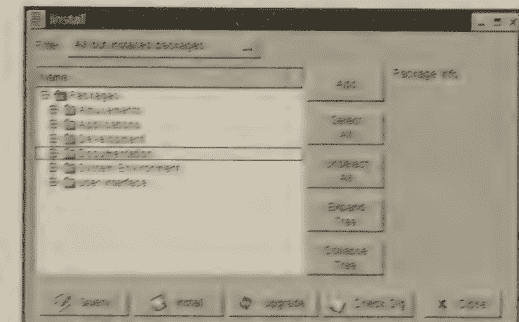 Install
Filter: All but installed packages
Name
Packages
Amusements
Applications
Development
Documentation
System Environment
User Interface
Add
Select
All
Unselect
All
Expand
Tree
Collapse
Tree
Package Info
Query
Install
Upgrade
Check Sig
Close